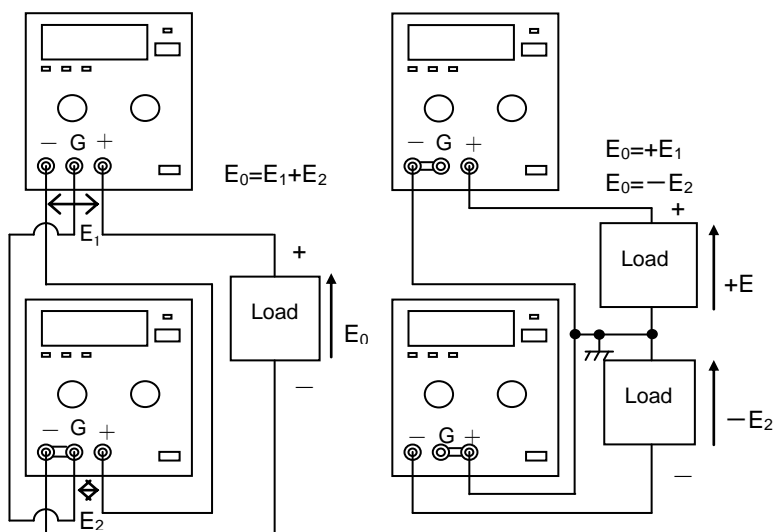 － G ＋
E₀=E₁+E₂
E₁
+
Load
E₀
－
－ G ＋
E₂
－ G ＋
E₀=+E₁
E₀=－E₂
+
Load
+E
Load
－E₂
－
－ G ＋